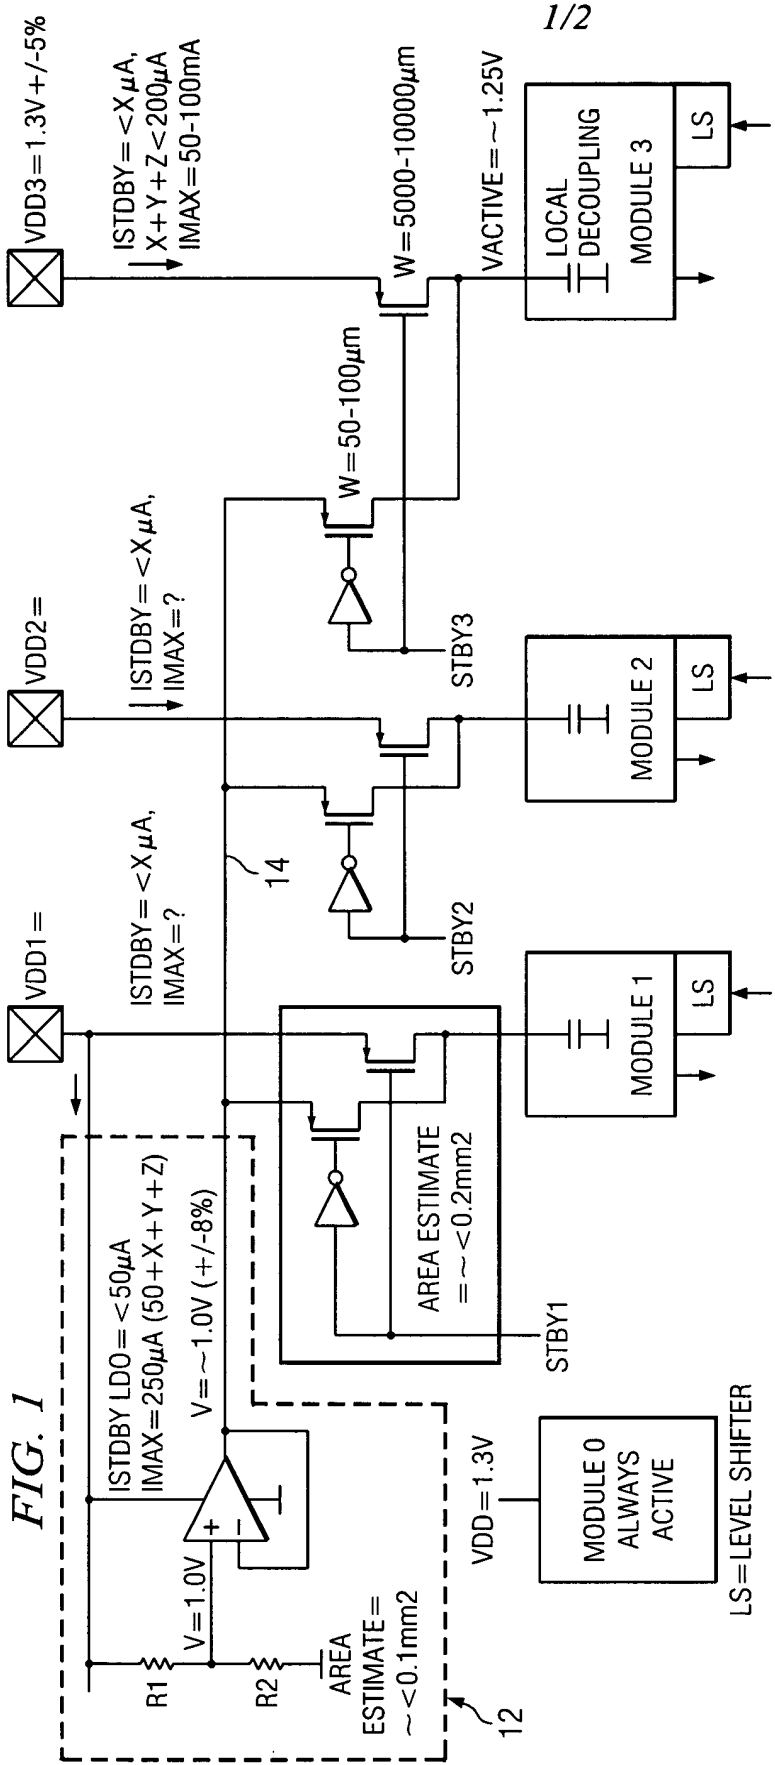 1/2
FIG. 1
VDD1=
VDD2=
VDD3=1.3V+/-5%
ISTDBY=<XµA,
IMAX=?
ISTDBY=<XµA,
IMAX=?
ISTDBY=<XµA,
X+Y+Z<200µA
IMAX=50-100mA
ISTDBY LDO=<50µA
IMAX=250µA (50+X+Y+Z)
V=~1.0V (+/-8%)
V=1.0V
+
−
R1
R2
AREA
ESTIMATE=
~<0.1mm2
12
14
AREA ESTIMATE
=~<0.2mm2
W=50-100µm
W=5000-10000µm
STBY1
STBY2
STBY3
VACTIVE=~1.25V
VDD=1.3V
MODULE 0
ALWAYS
ACTIVE
MODULE 1
LS
MODULE 2
LS
LOCAL
DECOUPLING
MODULE 3
LS
LS=LEVEL SHIFTER